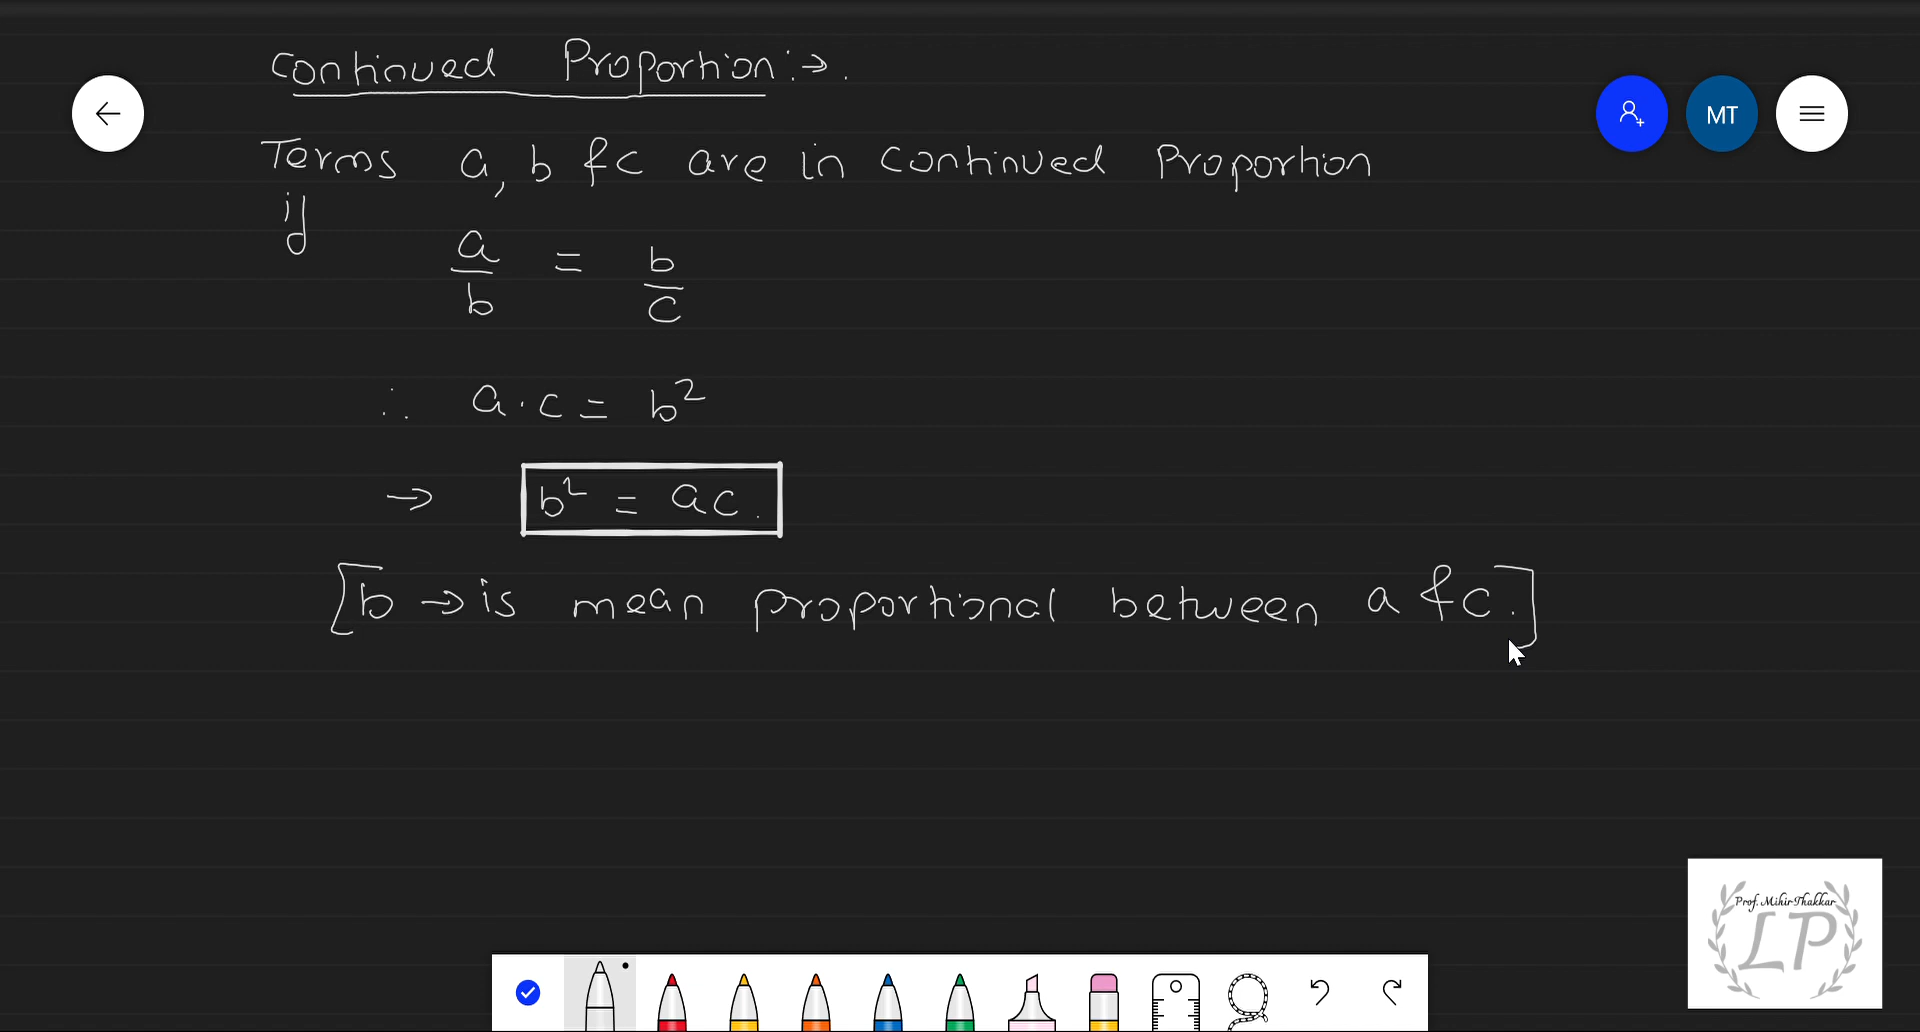 Continued Proportion :→.
Terms a, b & c are in continued Proportion
if
a/b = b/c
∴ a·c = b²
→ b² = ac.
[b → is mean proportional between a & c.]
MT
Prof. Mihir Thakkar
LP